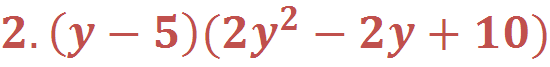 2. (y − 5)(2y² − 2y + 10)